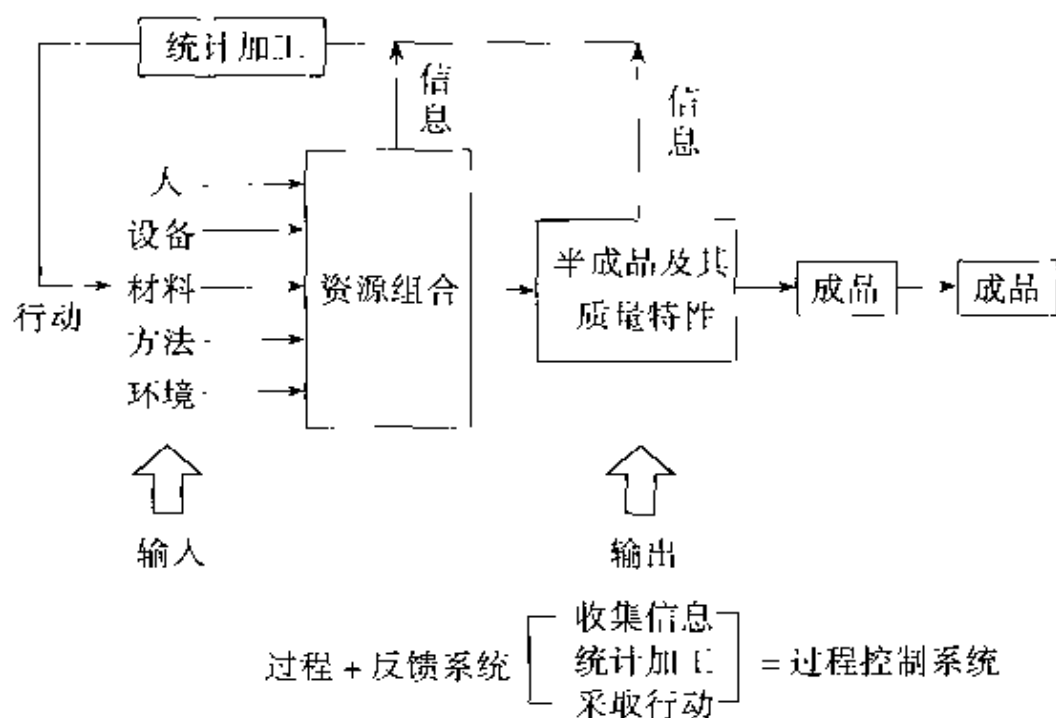 统计加工
信息
信息
人
设备
材料
方法
环境
行动
资源组合
半成品及其
质量特性
成品
成品
输入
输出
过程 + 反馈系统
收集信息
统计加工
采取行动
= 过程控制系统